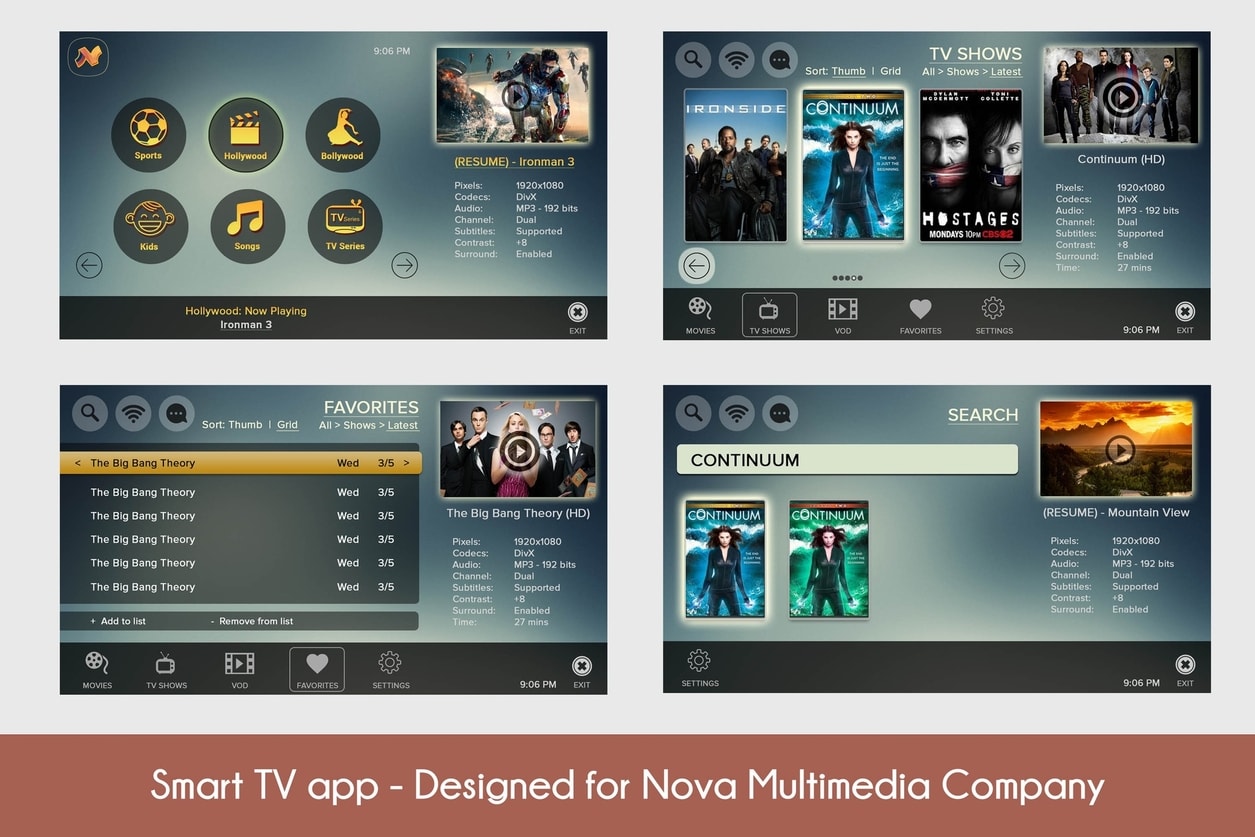 9:06 PM
Sports
Hollywood
Bollywood
Kids
Songs
TV Series
TV Series
(RESUME) - Ironman 3
Pixels: 1920x1080
Codecs: DivX
Audio: MP3 - 192 bits
Channel: Dual
Subtitles: Supported
Contrast: +8
Surround: Enabled
Hollywood: Now Playing
Ironman 3
EXIT
TV SHOWS
Sort: Thumb | Grid
All > Shows > Latest
IRONSIDE
CONTINUUM
THE END
IS JUST THE
BEGINNING.
DYLAN McDERMOTT
TONI COLLETTE
HOSTAGES
MONDAYS 10PM CBS 2
Continuum (HD)
Pixels: 1920x1080
Codecs: DivX
Audio: MP3 - 192 bits
Channel: Dual
Subtitles: Supported
Contrast: +8
Surround: Enabled
Time: 27 mins
MOVIES
TV SHOWS
VOD
FAVORITES
SETTINGS
9:06 PM
EXIT
FAVORITES
Sort: Thumb | Grid
All > Shows > Latest
< The Big Bang Theory Wed 3/5 >
The Big Bang Theory Wed 3/5
The Big Bang Theory Wed 3/5
The Big Bang Theory Wed 3/5
The Big Bang Theory Wed 3/5
The Big Bang Theory Wed 3/5
+ Add to list - Remove from list
The Big Bang Theory (HD)
Pixels: 1920x1080
Codecs: DivX
Audio: MP3 - 192 bits
Channel: Dual
Subtitles: Supported
Contrast: +8
Surround: Enabled
Time: 27 mins
MOVIES
TV SHOWS
VOD
FAVORITES
SETTINGS
9:06 PM
EXIT
SEARCH
CONTINUUM
CONTINUUM
CONTINUUM
(RESUME) - Mountain View
Pixels: 1920x1080
Codecs: DivX
Audio: MP3 - 192 bits
Channel: Dual
Subtitles: Supported
Contrast: +8
Surround: Enabled
SETTINGS
9:06 PM
EXIT
Smart TV app - Designed for Nova Multimedia Company